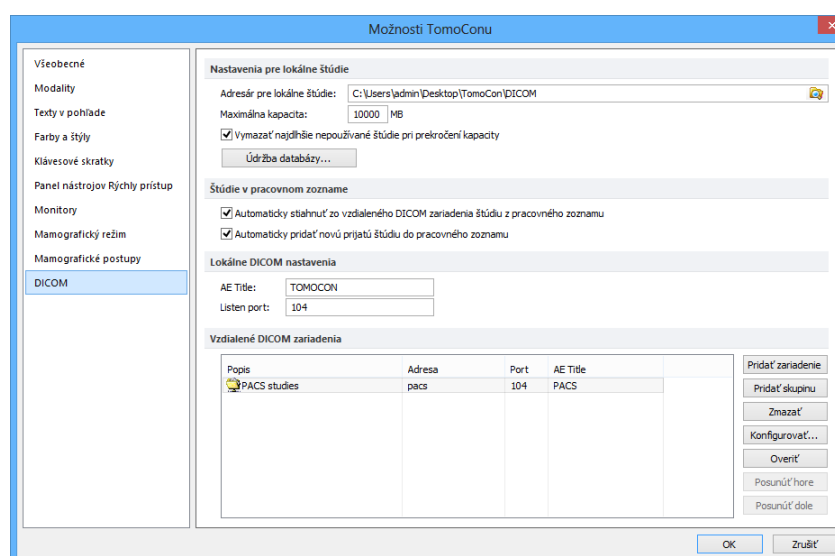 Možnosti TomoConu
Všeobecné
Modality
Texty v pohľade
Farby a štýly
Klávesové skratky
Panel nástrojov Rýchly prístup
Monitory
Mamografický režim
Mamografické postupy
DICOM
Nastavenia pre lokálne štúdie
Adresár pre lokálne štúdie: C:\Users\admin\Desktop\TomoCon\DICOM
Maximálna kapacita: 10000 MB
Vymazať najdlhšie nepoužívané štúdie pri prekročení kapacity
Údržba databázy...
Štúdie v pracovnom zozname
Automaticky stiahnuť zo vzdialeného DICOM zariadenia štúdiu z pracovného zoznamu
Automaticky pridať novú prijatú štúdiu do pracovného zoznamu
Lokálne DICOM nastavenia
AE Title: TOMOCON
Listen port: 104
Vzdialené DICOM zariadenia
Popis Adresa Port AE Title
PACS studies pacs 104 PACS
Pridať zariadenie
Pridať skupinu
Zmazať
Konfigurovať...
Overiť
Posunúť hore
Posunúť dole
OK Zrušiť